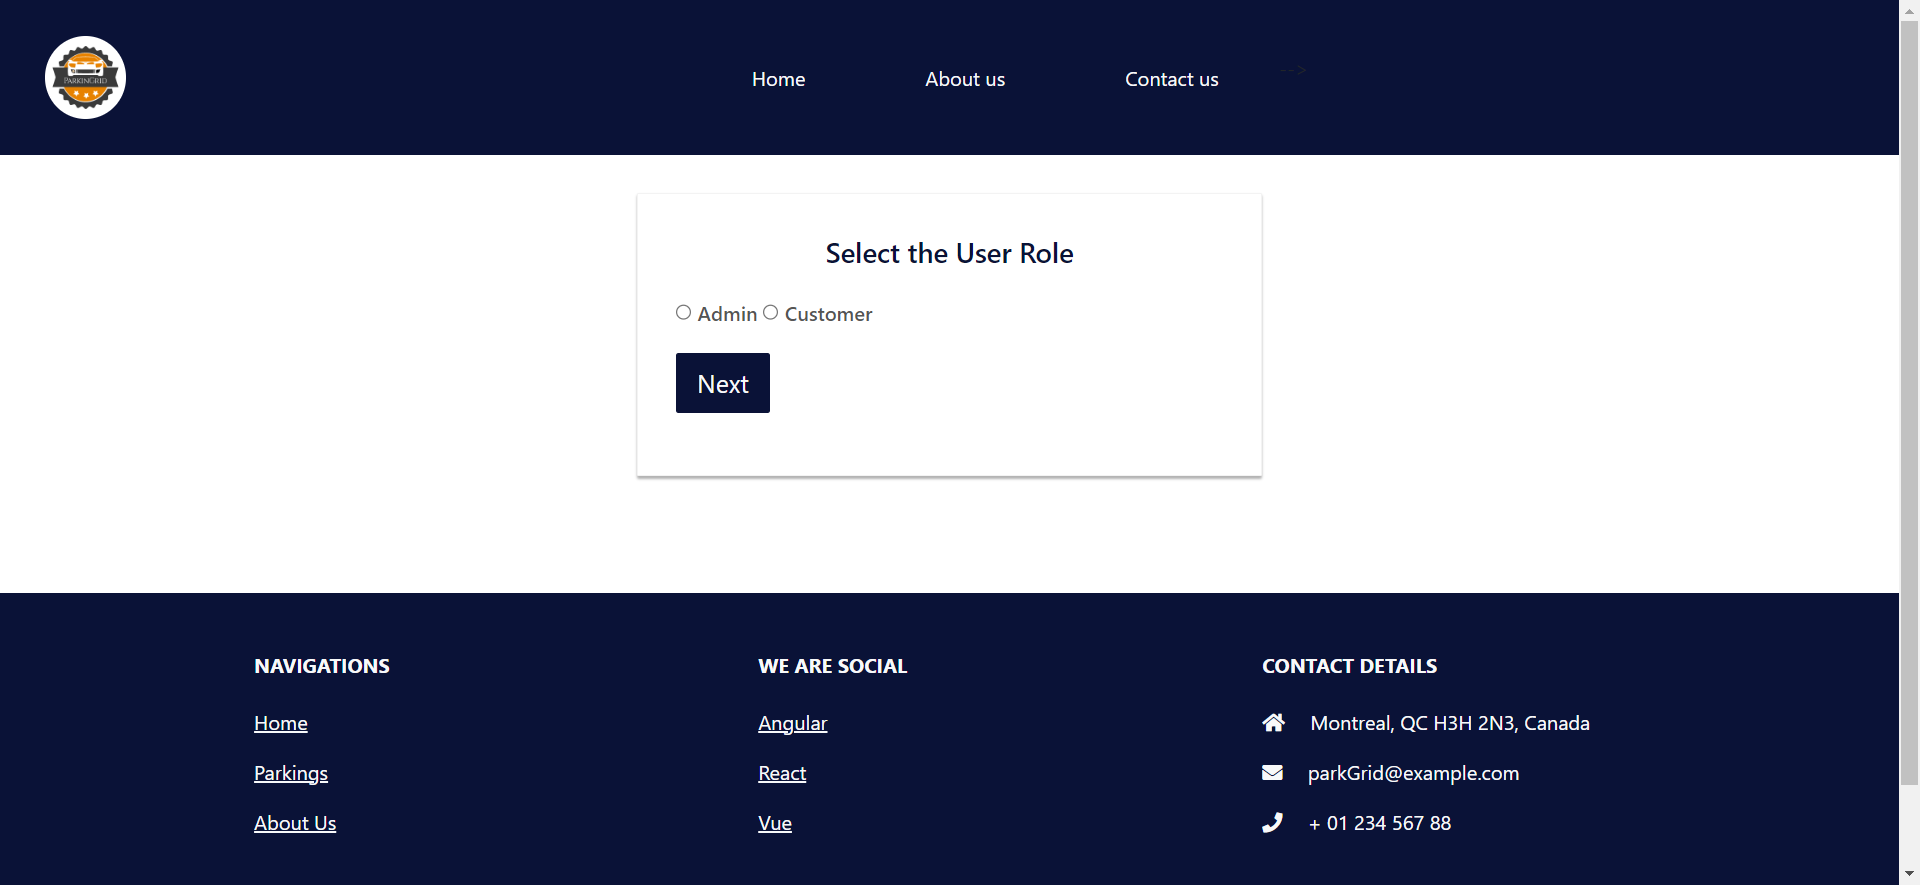 PARKINGRID
Home
About us
Contact us
-->
Select the User Role
Admin
Customer
Next
NAVIGATIONS
Home
Parkings
About Us
WE ARE SOCIAL
Angular
React
Vue
CONTACT DETAILS
Montreal, QC H3H 2N3, Canada
parkGrid@example.com
+ 01 234 567 88